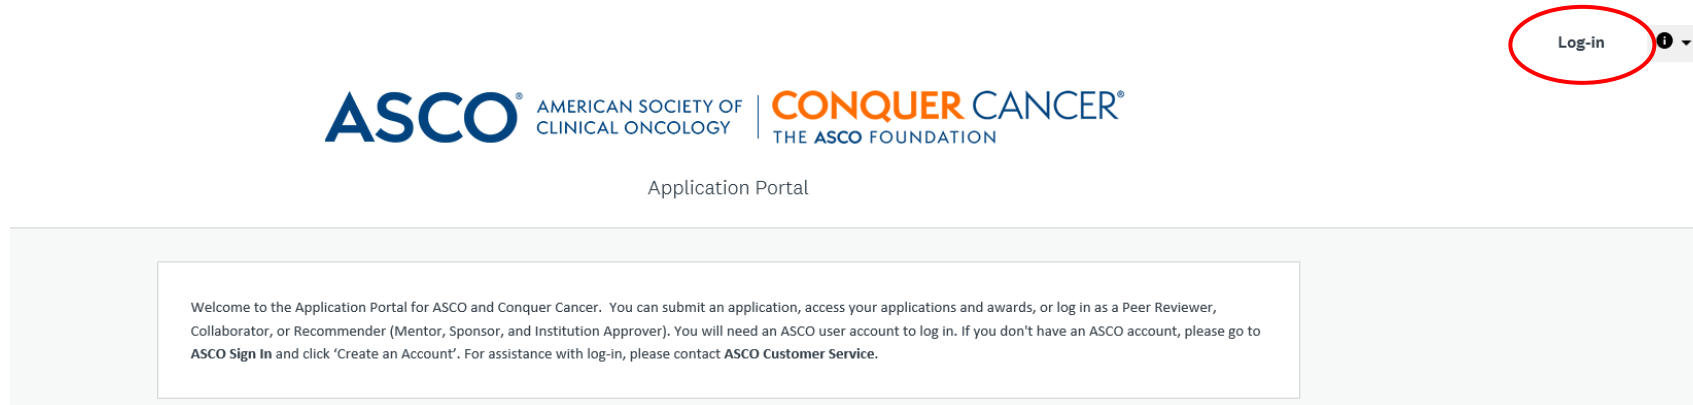 Log-in
ASCO® AMERICAN SOCIETY OF
CLINICAL ONCOLOGY
CONQUER CANCER®
THE ASCO FOUNDATION
Application Portal
Welcome to the Application Portal for ASCO and Conquer Cancer.  You can submit an application, access your applications and awards, or log in as a Peer Reviewer,
Collaborator, or Recommender (Mentor, Sponsor, and Institution Approver). You will need an ASCO user account to log in. If you don't have an ASCO account, please go to
ASCO Sign In and click ‘Create an Account’. For assistance with log-in, please contact ASCO Customer Service.